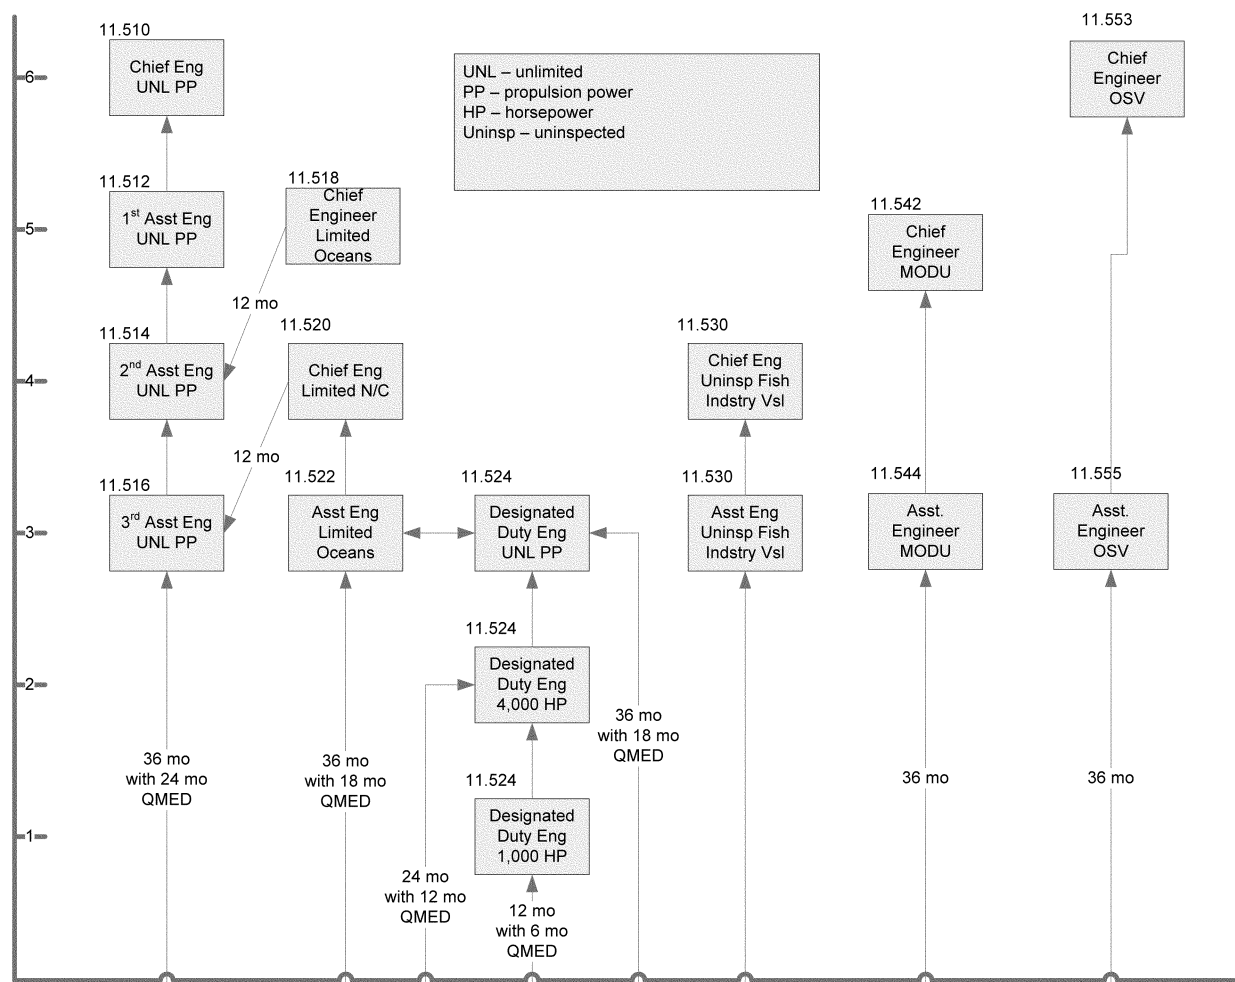 11.510
Chief Eng
UNL PP
6
UNL – unlimited
PP – propulsion power
HP – horsepower
Uninsp – uninspected
11.553
Chief
Engineer
OSV
11.512
1st Asst Eng
UNL PP
5
11.518
Chief
Engineer
Limited
Oceans
11.542
Chief
Engineer
MODU
12 mo
11.514
2nd Asst Eng
UNL PP
4
11.520
Chief Eng
Limited N/C
11.530
Chief Eng
Uninsp Fish
Indstry Vsl
12 mo
11.516
3rd Asst Eng
UNL PP
3
11.522
Asst Eng
Limited
Oceans
11.524
Designated
Duty Eng
UNL PP
11.530
Asst Eng
Uninsp Fish
Indstry Vsl
11.544
Asst.
Engineer
MODU
11.555
Asst.
Engineer
OSV
2
11.524
Designated
Duty Eng
4,000 HP
36 mo
with 24 mo
QMED
36 mo
with 18 mo
QMED
36 mo
with 18 mo
QMED
36 mo
36 mo
1
11.524
Designated
Duty Eng
1,000 HP
24 mo
with 12 mo
QMED
12 mo
with 6 mo
QMED